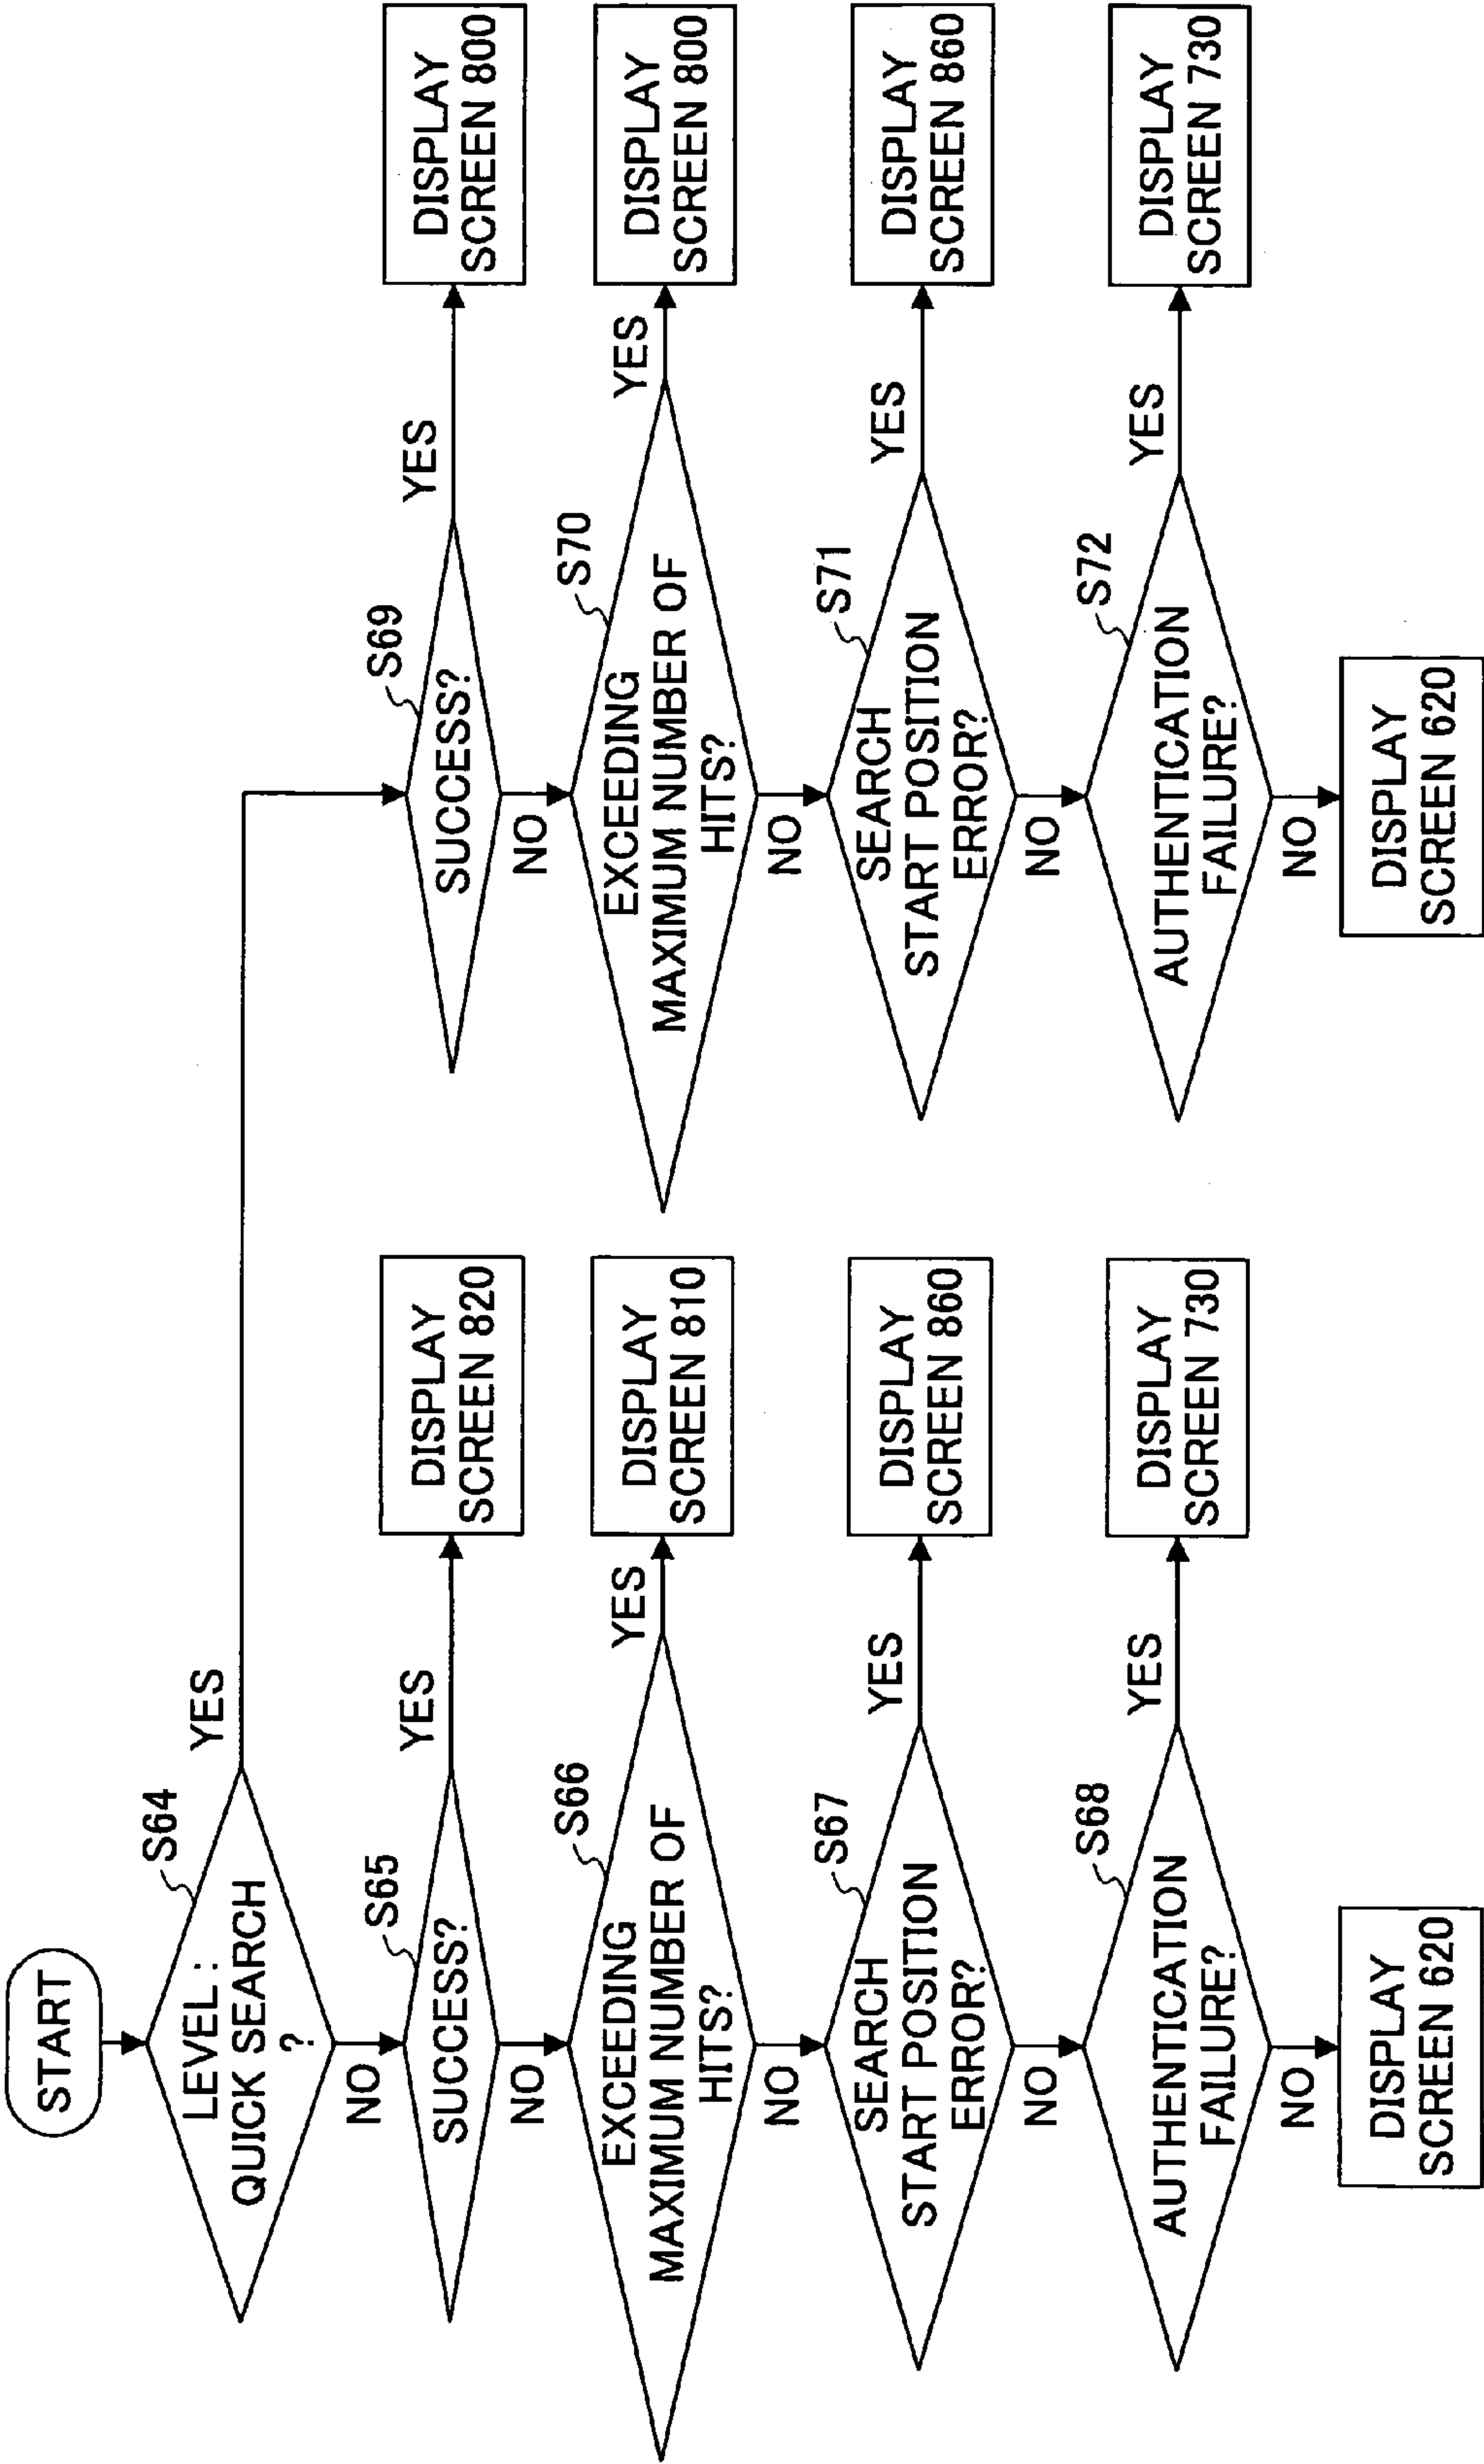 START
S64
LEVEL:
QUICK SEARCH
?
YES
NO
S65
SUCCESS?
YES
DISPLAY
SCREEN 820
NO
S66
EXCEEDING
MAXIMUM NUMBER OF
HITS?
YES
DISPLAY
SCREEN 810
NO
S67
SEARCH
START POSITION
ERROR?
YES
DISPLAY
SCREEN 860
NO
S68
AUTHENTICATION
FAILURE?
YES
DISPLAY
SCREEN 730
NO
DISPLAY
SCREEN 620
S69
SUCCESS?
YES
DISPLAY
SCREEN 800
NO
S70
EXCEEDING
MAXIMUM NUMBER OF
HITS?
YES
DISPLAY
SCREEN 800
NO
S71
SEARCH
START POSITION
ERROR?
YES
DISPLAY
SCREEN 860
NO
S72
AUTHENTICATION
FAILURE?
YES
DISPLAY
SCREEN 730
NO
DISPLAY
SCREEN 620